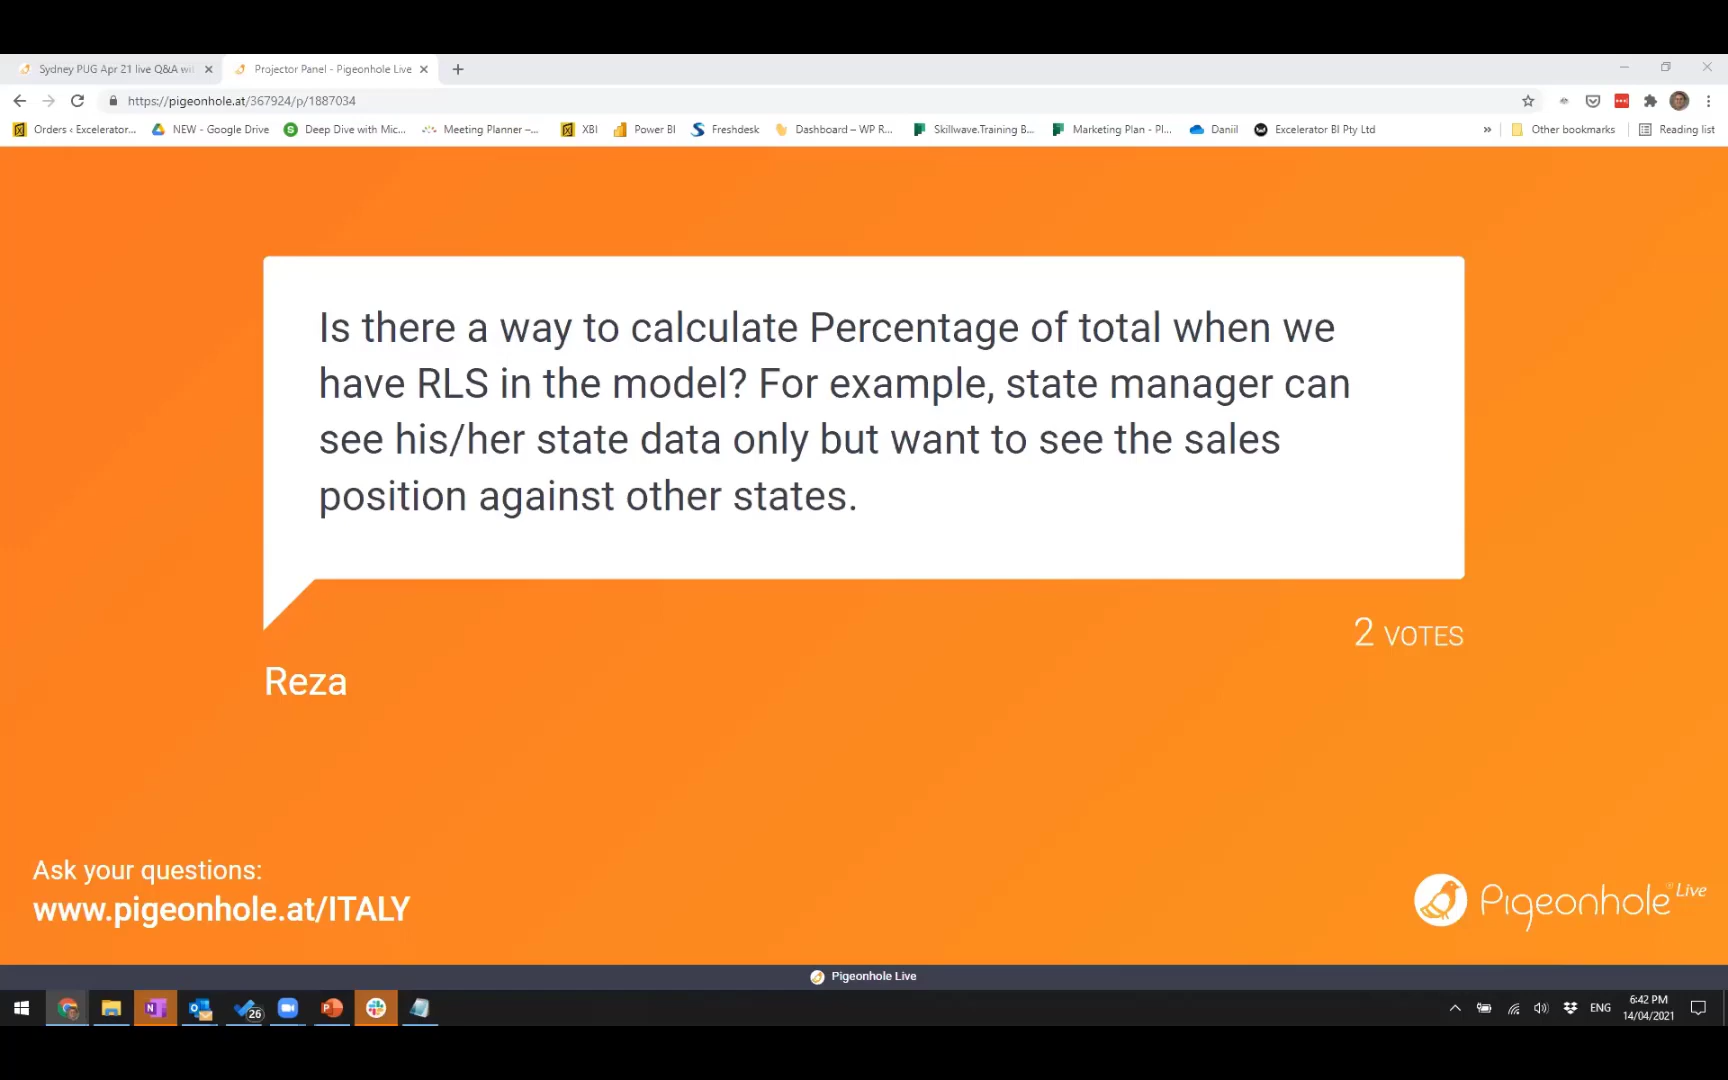 Sydney PUG Apr 21 live Q&A wit
Projector Panel - Pigeonhole Live
https://pigeonhole.at/367924/p/1887034
Orders ‹ Excelerator... NEW - Google Drive Deep Dive with Mic... Meeting Planner –... XBI Power BI Freshdesk Dashboard – WP R... Skillwave.Training B... Marketing Plan - Pl... Daniil Excelerator BI Pty Ltd » Other bookmarks Reading list
Is there a way to calculate Percentage of total when we
have RLS in the model? For example, state manager can
see his/her state data only but want to see the sales
position against other states.
2 VOTES
Reza
Ask your questions:
www.pigeonhole.at/ITALY
Pigeonhole® Live
Pigeonhole Live
26
ENG
6:42 PM
14/04/2021